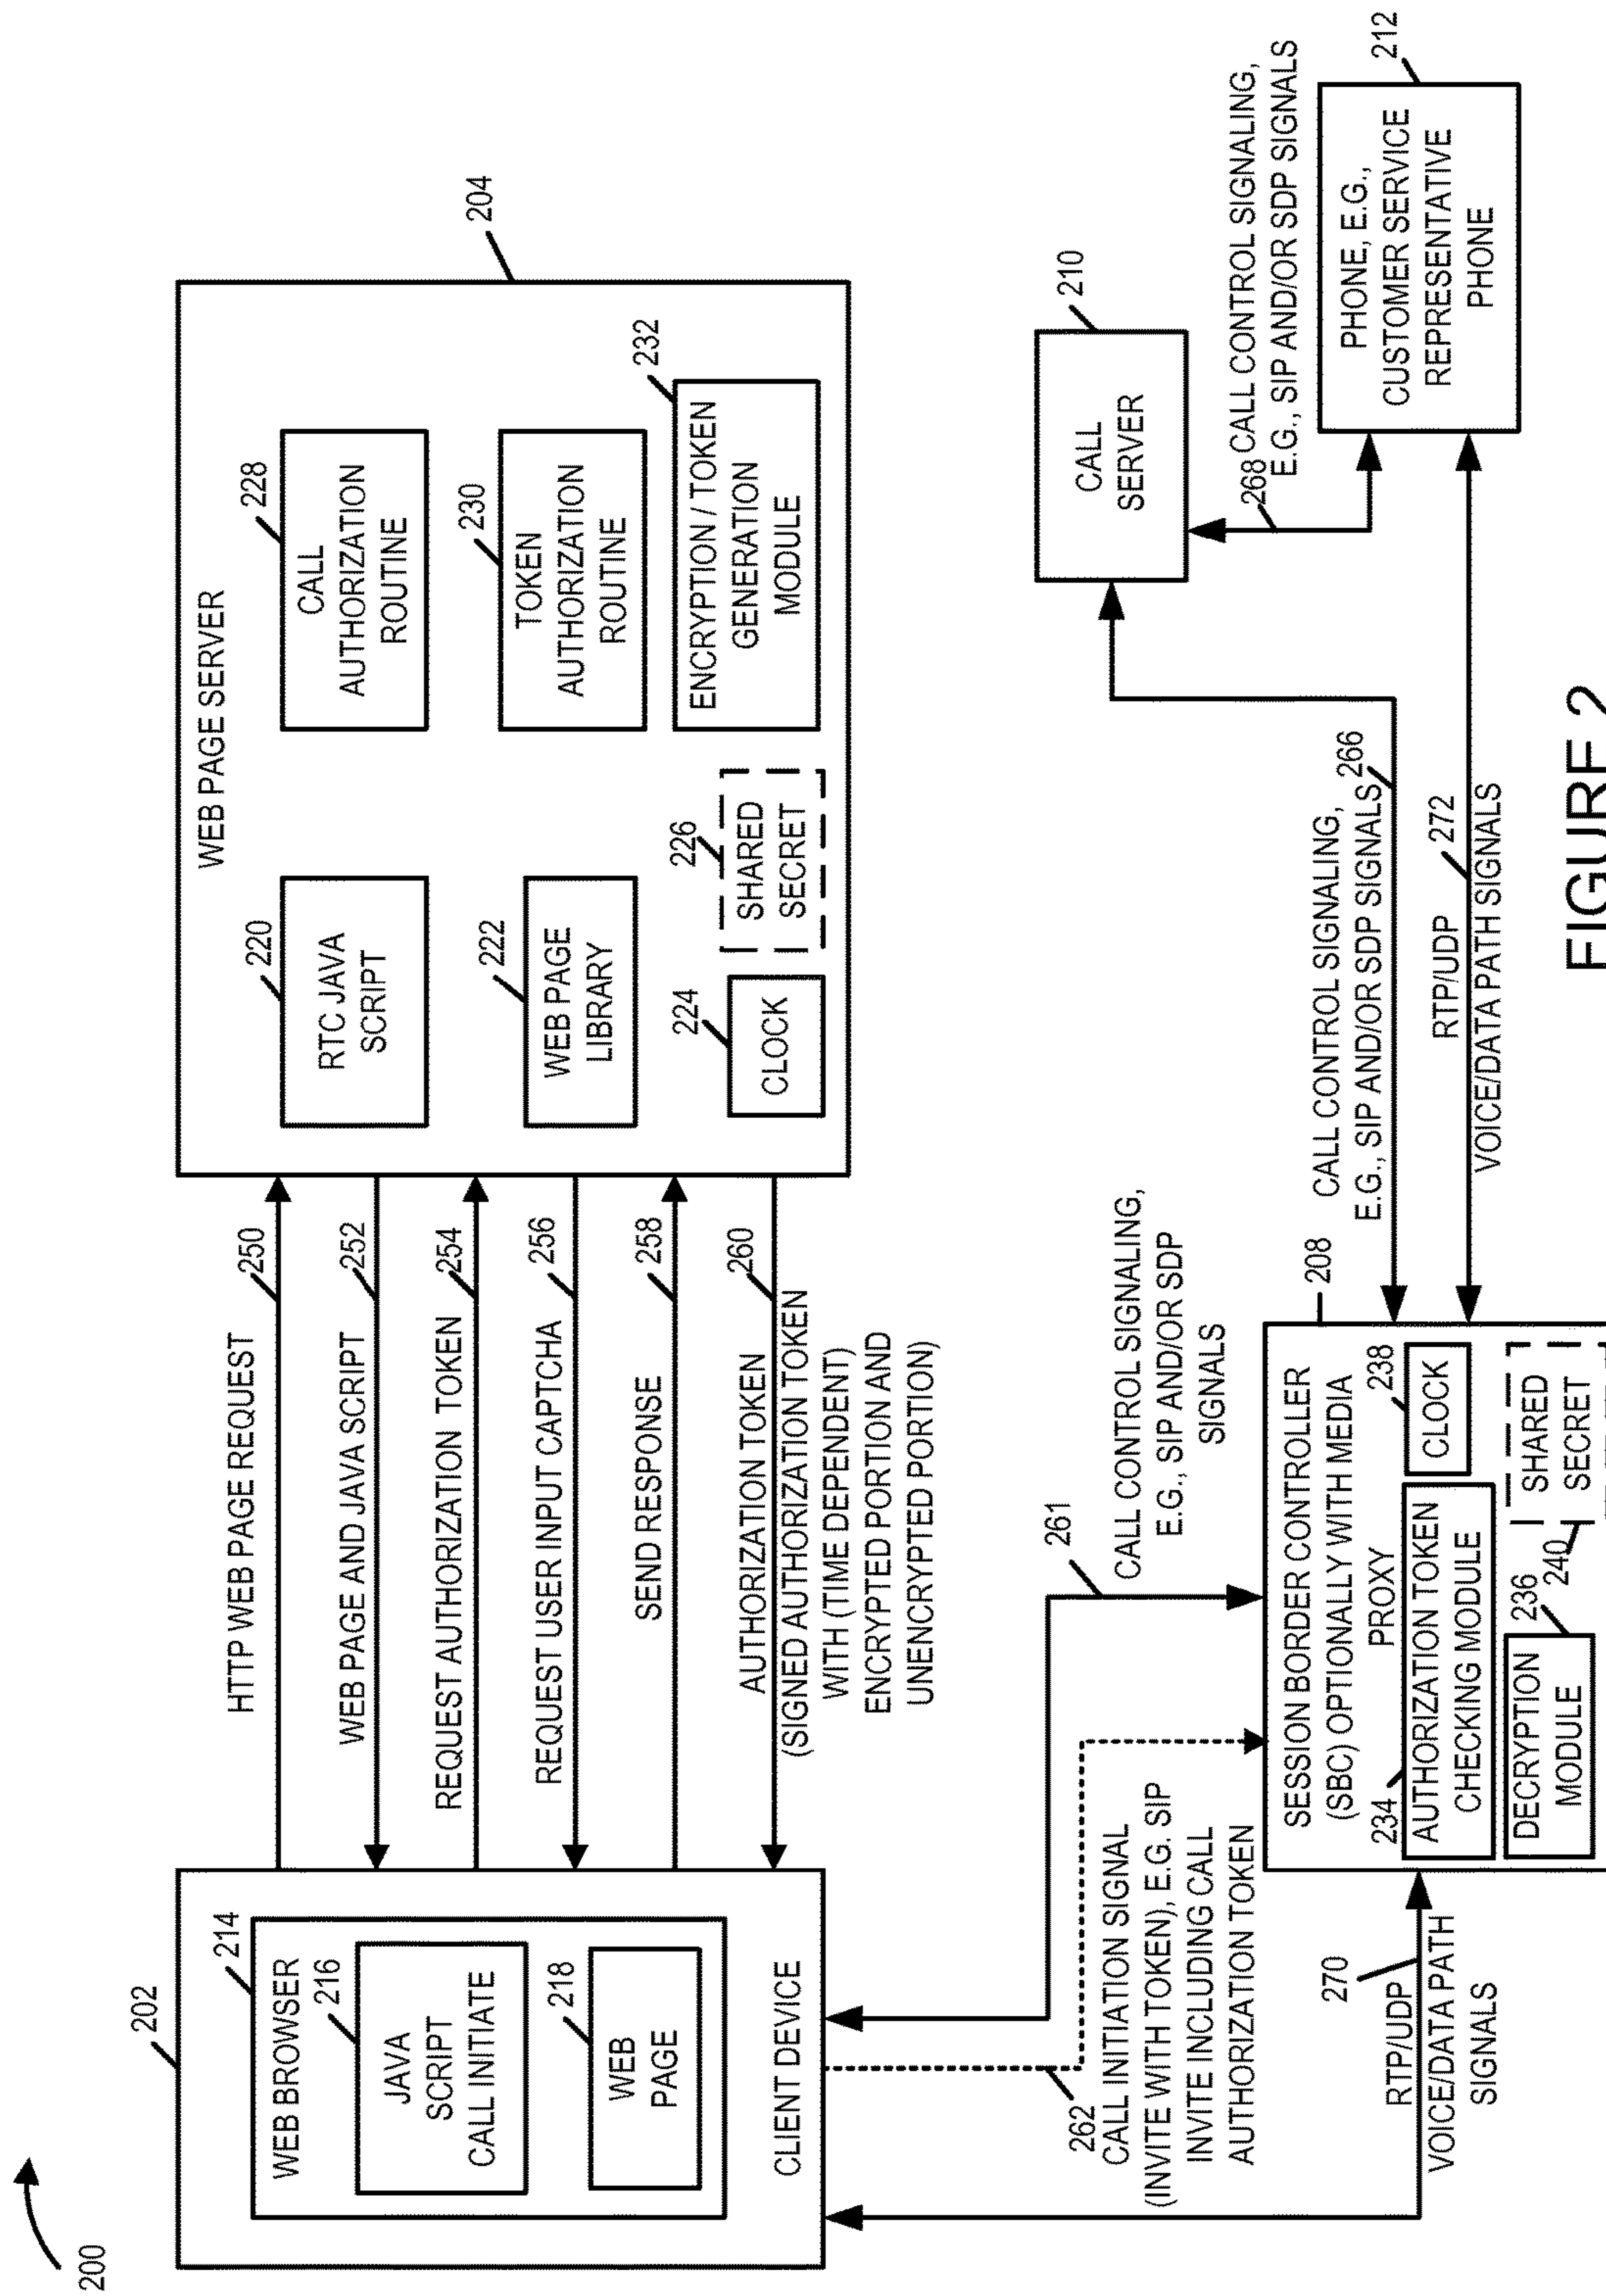 200
202
WEB BROWSER
214
216
JAVA
SCRIPT
CALL INITIATE
218
WEB
PAGE
CLIENT DEVICE
HTTP WEB PAGE REQUEST
250
WEB PAGE AND JAVA SCRIPT
252
REQUEST AUTHORIZATION TOKEN
254
REQUEST USER INPUT CAPTCHA
256
SEND RESPONSE
258
AUTHORIZATION TOKEN
260
(SIGNED AUTHORIZATION TOKEN
WITH (TIME DEPENDENT)
ENCRYPTED PORTION AND
UNENCRYPTED PORTION)
WEB PAGE SERVER
204
220
RTC JAVA
SCRIPT
222
WEB PAGE
LIBRARY
224
CLOCK
226
SHARED
SECRET
228
CALL
AUTHORIZATION
ROUTINE
230
TOKEN
AUTHORIZATION
ROUTINE
232
ENCRYPTION / TOKEN
GENERATION
MODULE
262
CALL INITIATION SIGNAL
(INVITE WITH TOKEN), E.G. SIP
INVITE INCLUDING CALL
AUTHORIZATION TOKEN
261
CALL CONTROL SIGNALING,
E.G., SIP AND/OR SDP
SIGNALS
270
RTP/UDP
VOICE/DATA PATH
SIGNALS
208
SESSION BORDER CONTROLLER
(SBC) OPTIONALLY WITH MEDIA
PROXY
234
AUTHORIZATION TOKEN
CHECKING MODULE
238
CLOCK
236
DECRYPTION
MODULE
240
SHARED
SECRET
CALL CONTROL SIGNALING,
E.G., SIP AND/OR SDP SIGNALS
266
RTP/UDP
272
VOICE/DATA PATH SIGNALS
210
CALL
SERVER
268
CALL CONTROL SIGNALING,
E.G., SIP AND/OR SDP SIGNALS
212
PHONE, E.G.,
CUSTOMER SERVICE
REPRESENTATIVE
PHONE
FIGURE 2